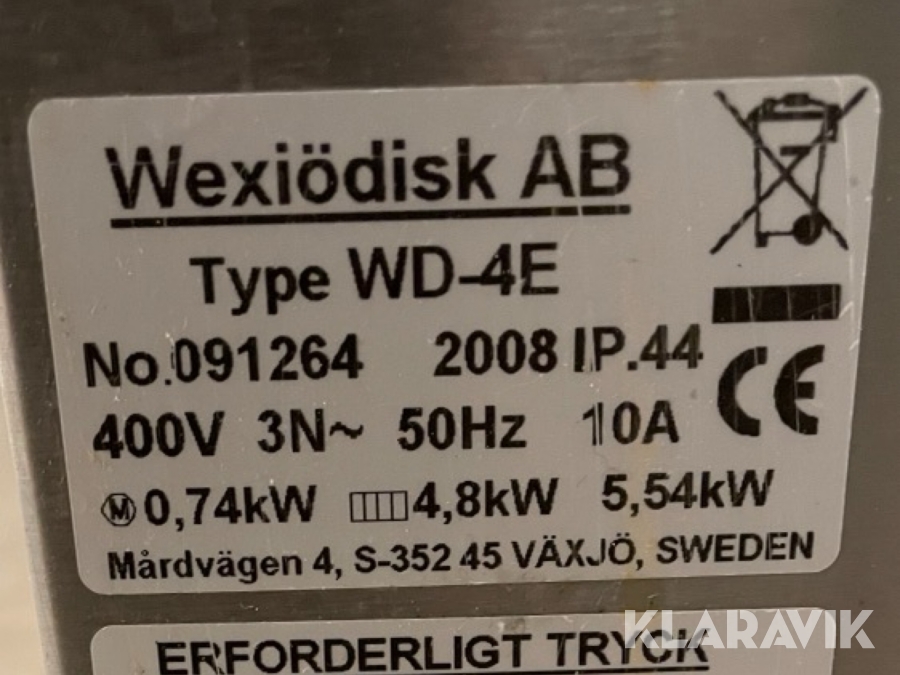 Wexiödisk AB
Type WD-4E
No.091264 2008 IP.44
400V 3N~ 50Hz 10A
CE
M 0,74kW 4,8kW 5,54kW
Mårdvägen 4, S-352 45 VÄXJÖ, SWEDEN
ERFORDERLIGT TRYCK
KLARAVIK